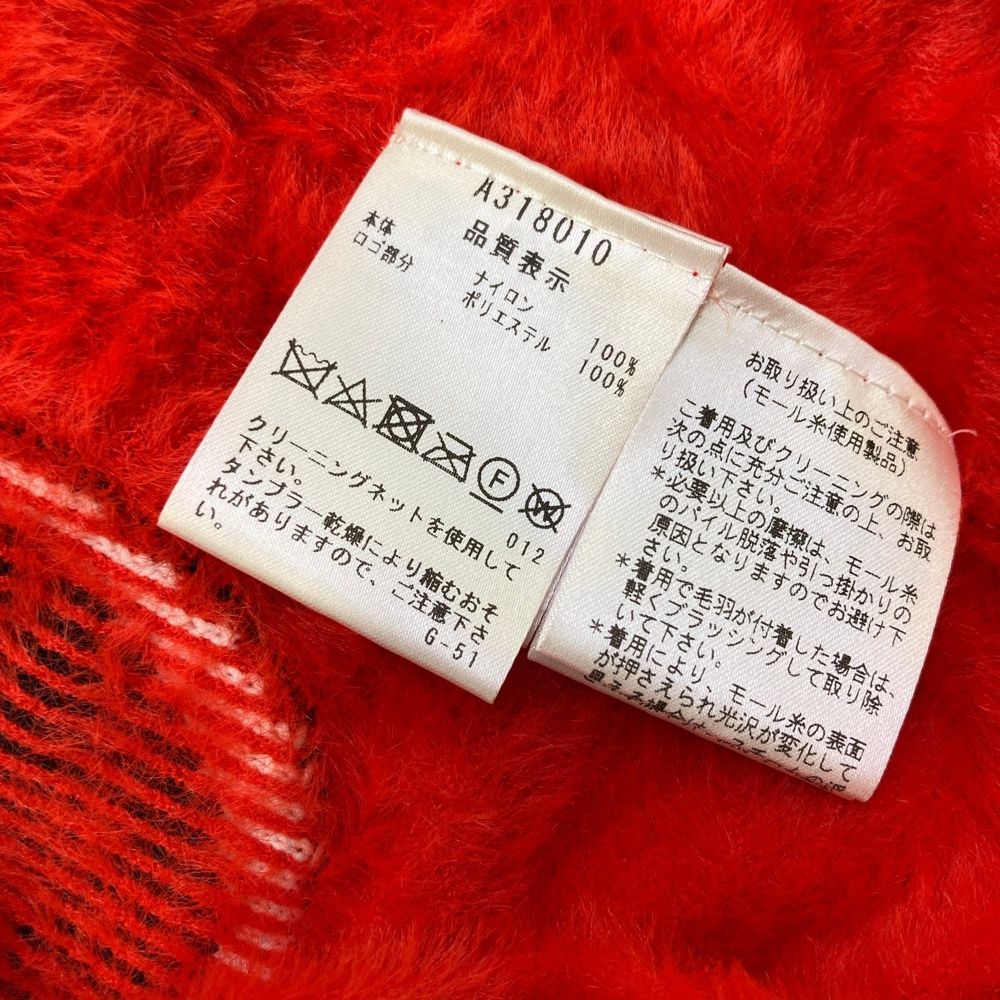 A318010
品質表示
本体 ナイロン 100%
ロゴ部分 ポリエステル 100%
F
W
012
クリーニングネットを使用して
下さい。
タンブラー乾燥により縮むおそ
れがありますので、ご注意下さ
い。
G-51
お取り扱い上のご注意
(モール糸使用製品)
ご着用及びクリーニングの際は
次の点に充分ご注意の上、お取
り扱い下さい。
*必要以上の摩擦は、モール糸
のパイル脱落や引っ掛かりの
原因となりますのでお避け下
さい。
*着用で毛羽が付着した場合は、
軽くブラッシングして取り除
いて下さい。
*着用により、モール糸の表面
が押さえられ光沢が変化して